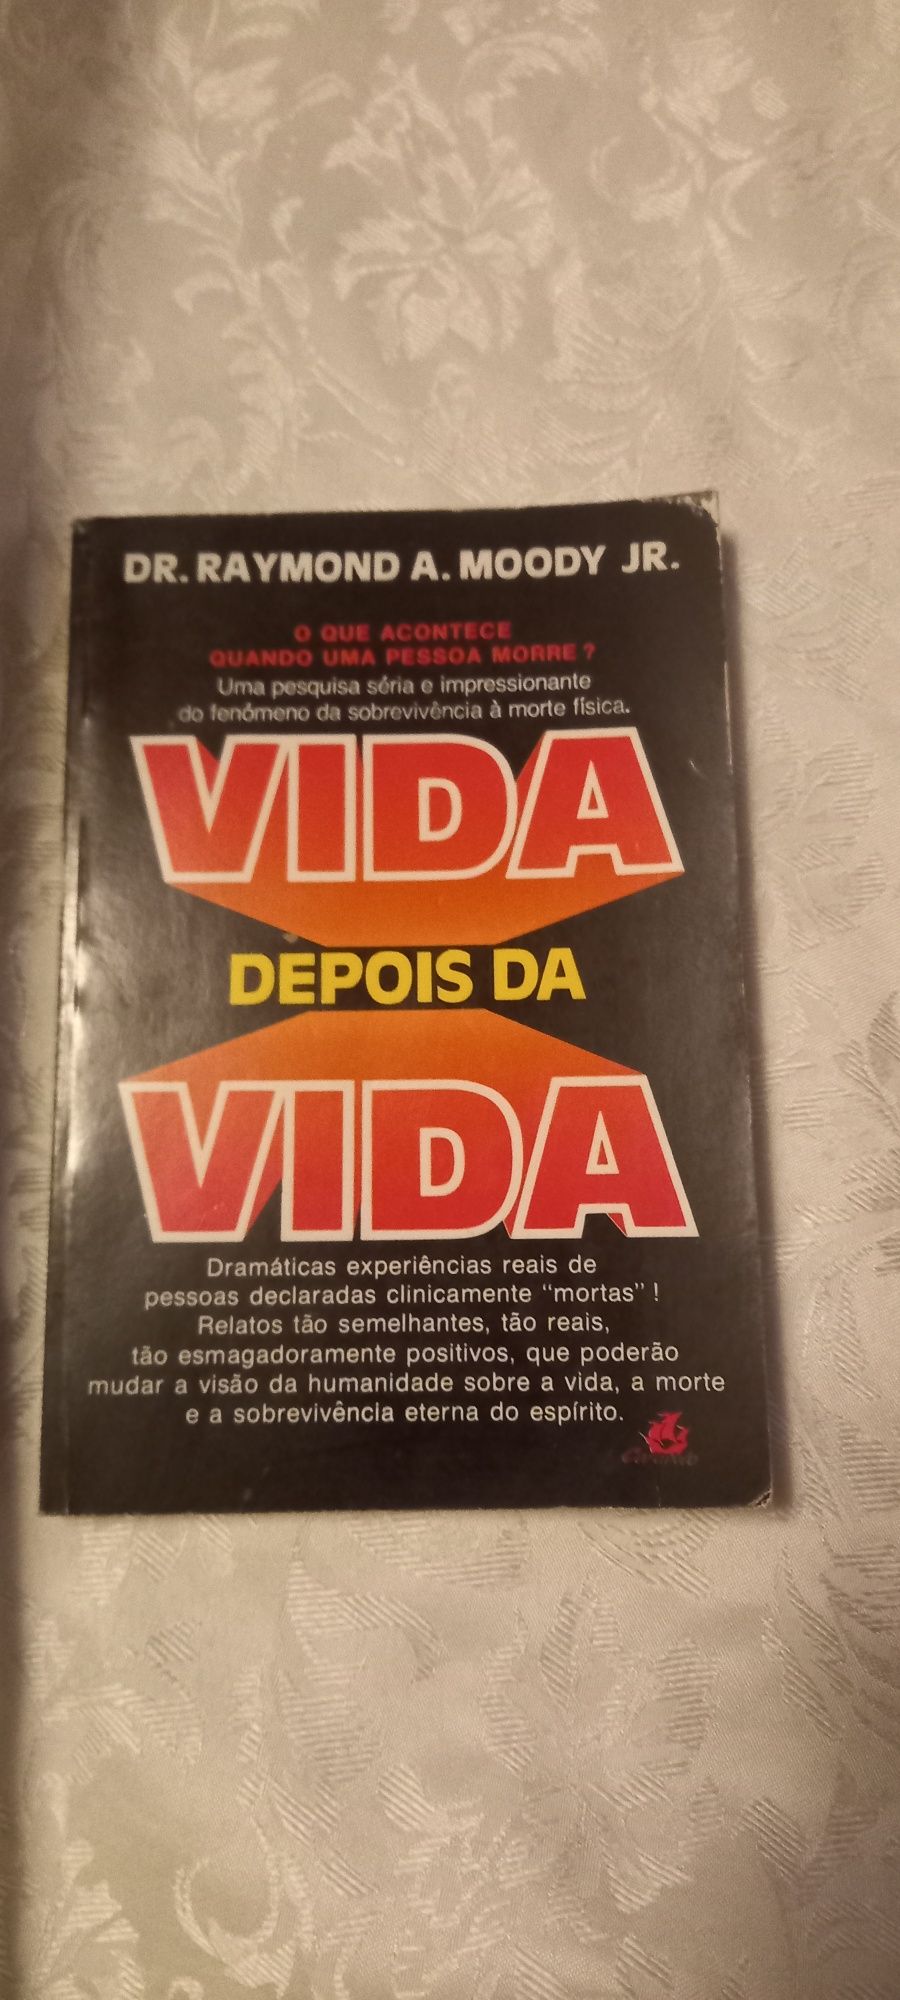 DR. RAYMOND A. MOODY JR.
O QUE ACONTECE
QUANDO UMA PESSOA MORRE?
Uma pesquisa séria e impressionante
do fenómeno da sobrevivência à morte física.
VIDA
DEPOIS DA
VIDA
Dramáticas experiências reais de
pessoas declaradas clinicamente "mortas"!
Relatos tão semelhantes, tão reais,
tão esmagadoramente positivos, que poderão
mudar a visão da humanidade sobre a vida, a morte
e a sobrevivência eterna do espírito.